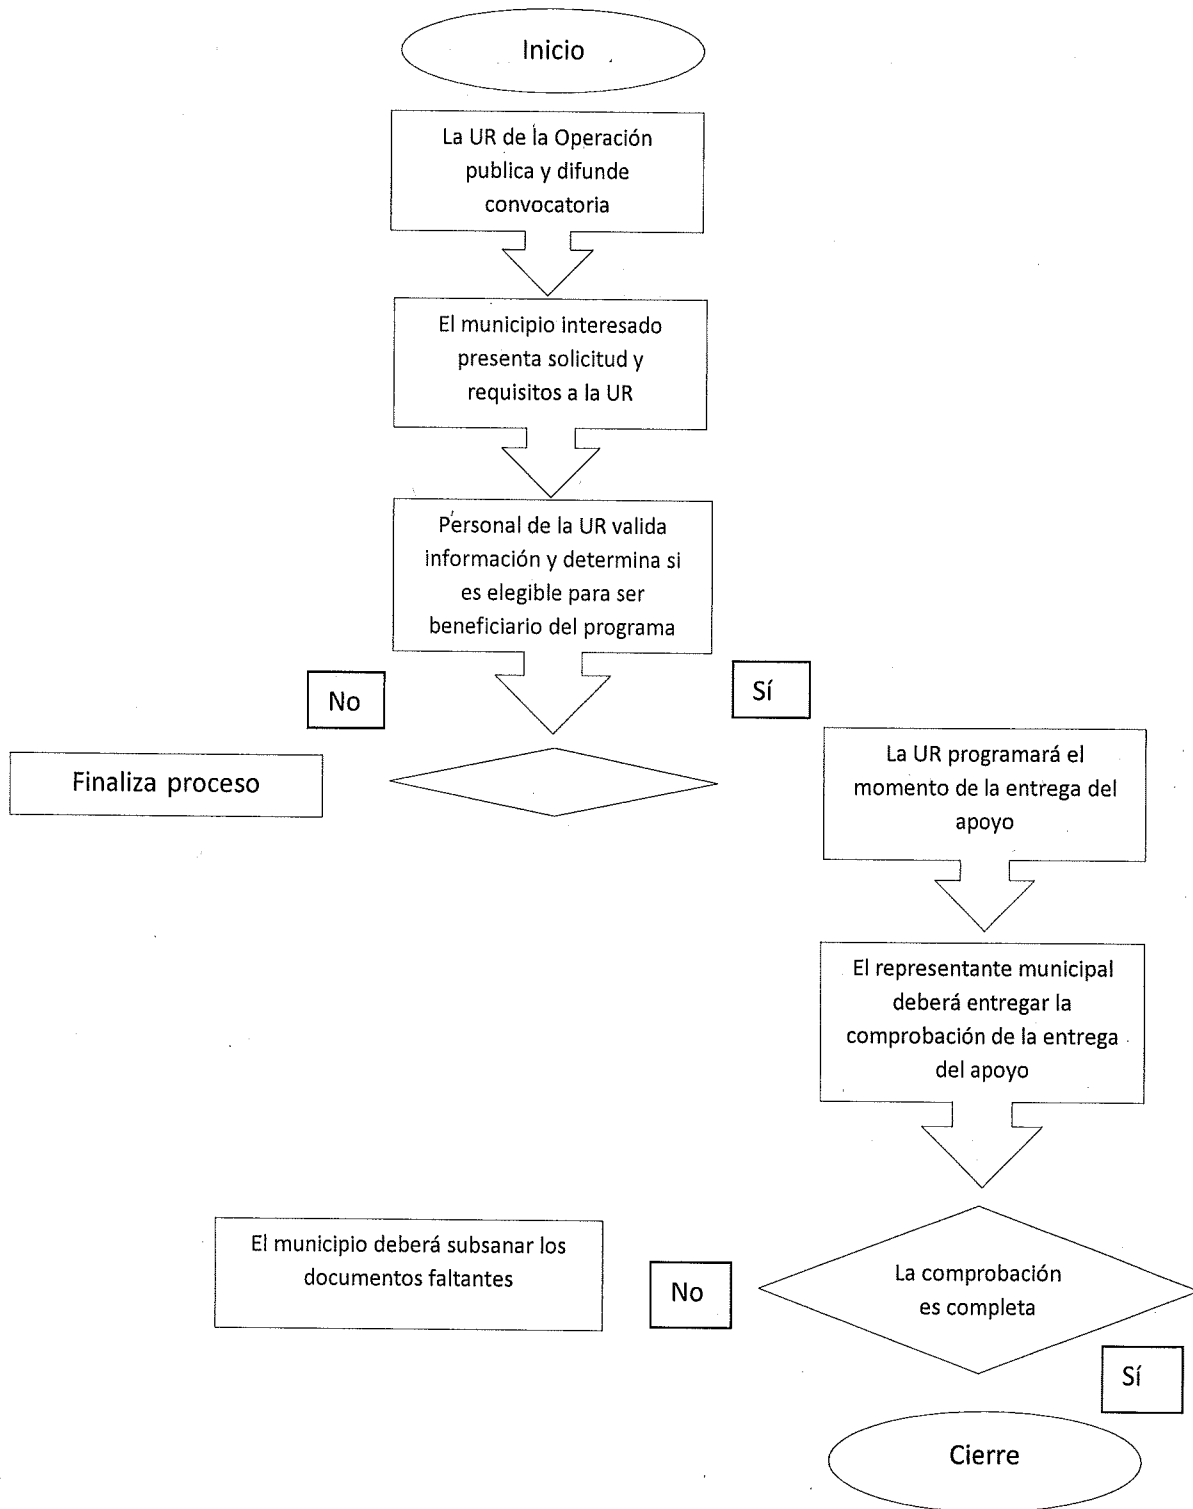 Inicio
La UR de la Operación
publica y difunde
convocatoria
El municipio interesado
presenta solicitud y
requisitos a la UR
Personal de la UR valida
información y determina si
es elegible para ser
beneficiario del programa
No
Sí
Finaliza proceso
La UR programará el
momento de la entrega del
apoyo
El representante municipal
deberá entregar la
comprobación de la entrega
del apoyo
El municipio deberá subsanar los
documentos faltantes
No
La comprobación
es completa
Sí
Cierre